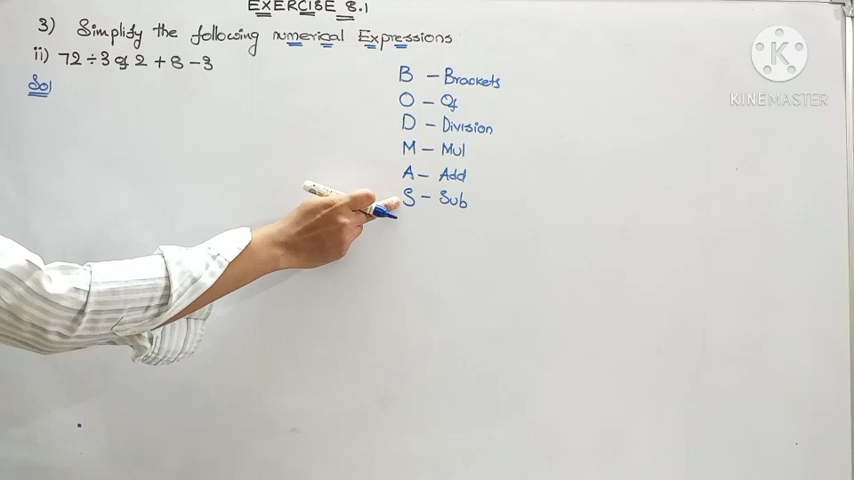 EXERCISE 8.1
3) Simplify the following numerical Expressions
ii) 72 ÷ 3 of 2 + 8 - 3
Sol
B - Brackets
O - Of
D - Division
M - Mul
A - Add
S - Sub
K
KINEMASTER